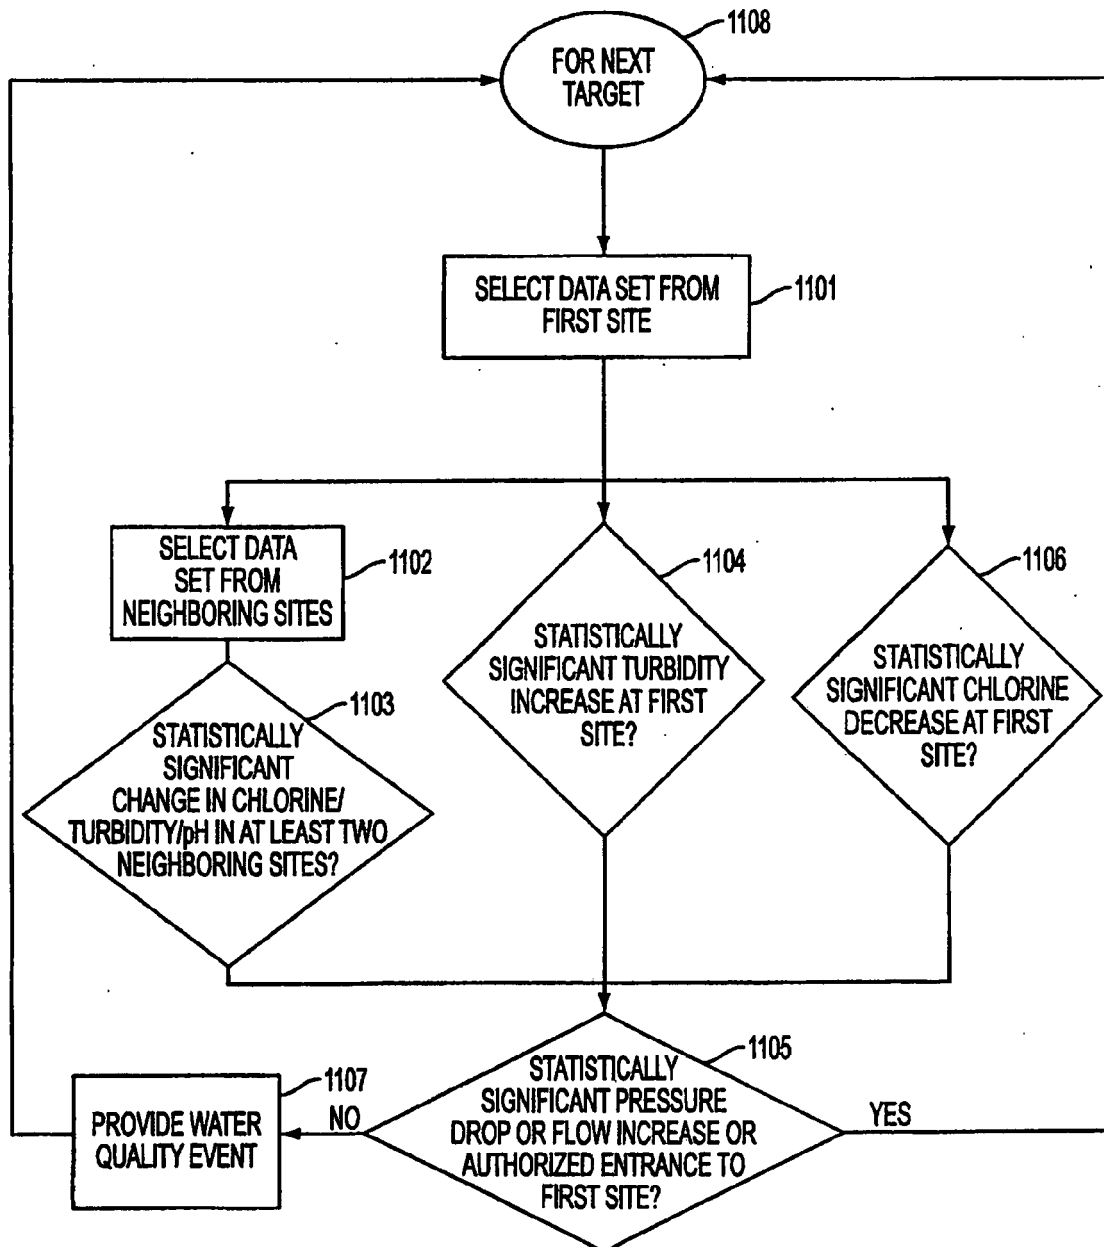 1108
FOR NEXT
TARGET
SELECT DATA SET FROM
FIRST SITE
1101
SELECT DATA
SET FROM
NEIGHBORING SITES
1102
1104
1106
STATISTICALLY
SIGNIFICANT TURBIDITY
INCREASE AT FIRST
SITE?
STATISTICALLY
SIGNIFICANT CHLORINE
DECREASE AT FIRST
SITE?
1103
STATISTICALLY
SIGNIFICANT
CHANGE IN CHLORINE/
TURBIDITY/pH IN AT LEAST TWO
NEIGHBORING SITES?
1105
STATISTICALLY
SIGNIFICANT PRESSURE
DROP OR FLOW INCREASE OR
AUTHORIZED ENTRANCE TO
FIRST SITE?
1107
PROVIDE WATER
QUALITY EVENT
NO
YES